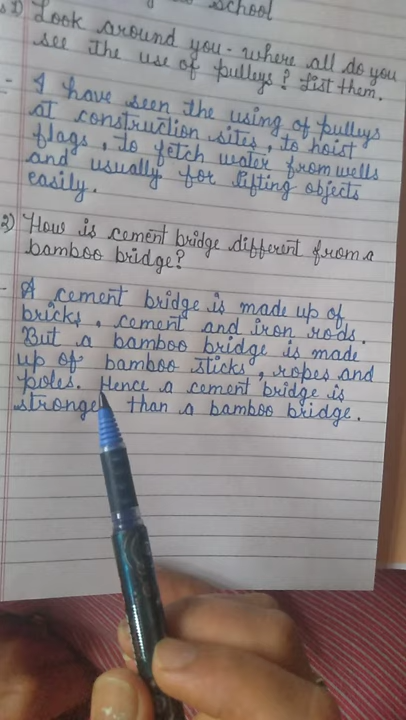 school
1) Look around you - where all do you
see the use of pulleys? List them.
- I have seen the using of pulleys
at construction sites, to hoist
flags, to fetch water from wells
and usually for lifting objects
easily.
2) How is cement bridge different from a
bamboo bridge?
- A cement bridge is made up of
bricks, cement and iron rods.
But a bamboo bridge is made
up of bamboo sticks, ropes and
poles. Hence a cement bridge is
stronger than a bamboo bridge.